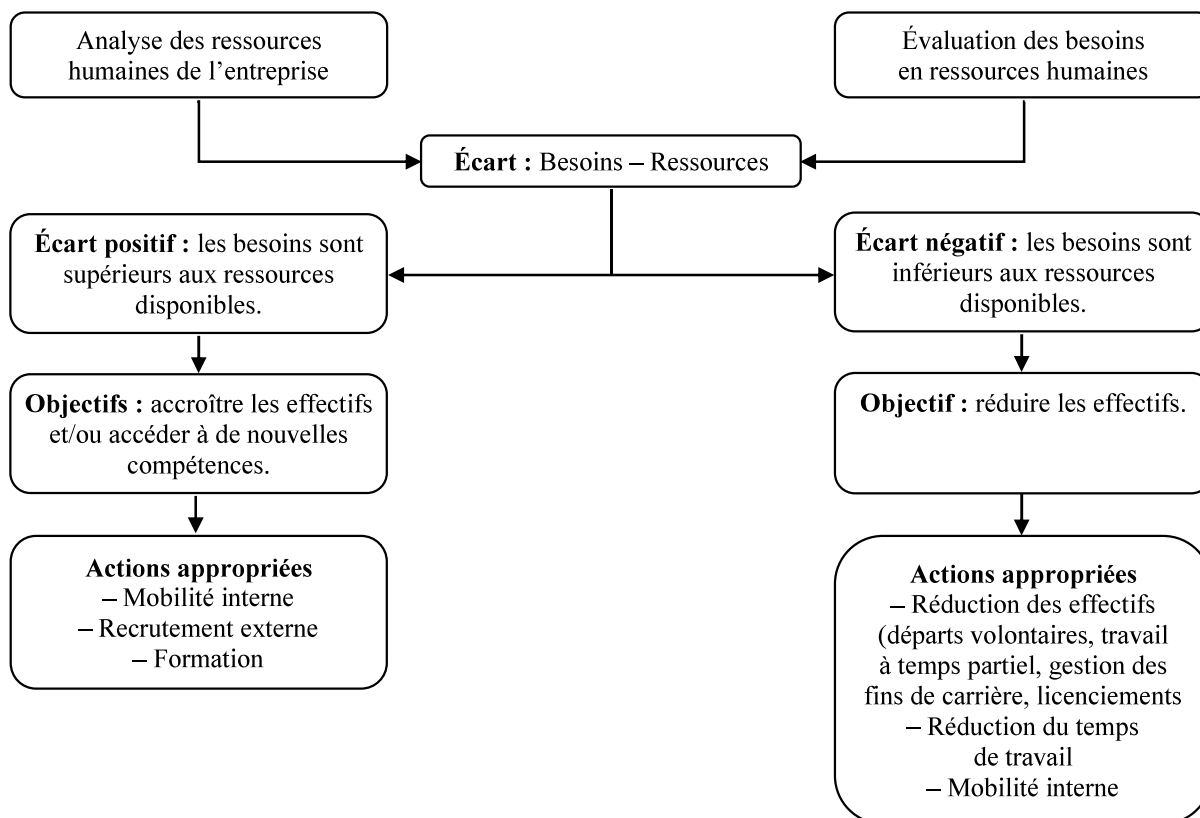 Analyse des ressources
humaines de l’entreprise
Évaluation des besoins
en ressources humaines
Écart : Besoins – Ressources
Écart positif : les besoins sont
supérieurs aux ressources
disponibles.
Écart négatif : les besoins sont
inférieurs aux ressources
disponibles.
Objectifs : accroître les effectifs
et/ou accéder à de nouvelles
compétences.
Objectif : réduire les effectifs.
Actions appropriées
– Mobilité interne
– Recrutement externe
– Formation
Actions appropriées
– Réduction des effectifs
(départs volontaires, travail
à temps partiel, gestion des
fins de carrière, licenciements
– Réduction du temps
de travail
– Mobilité interne